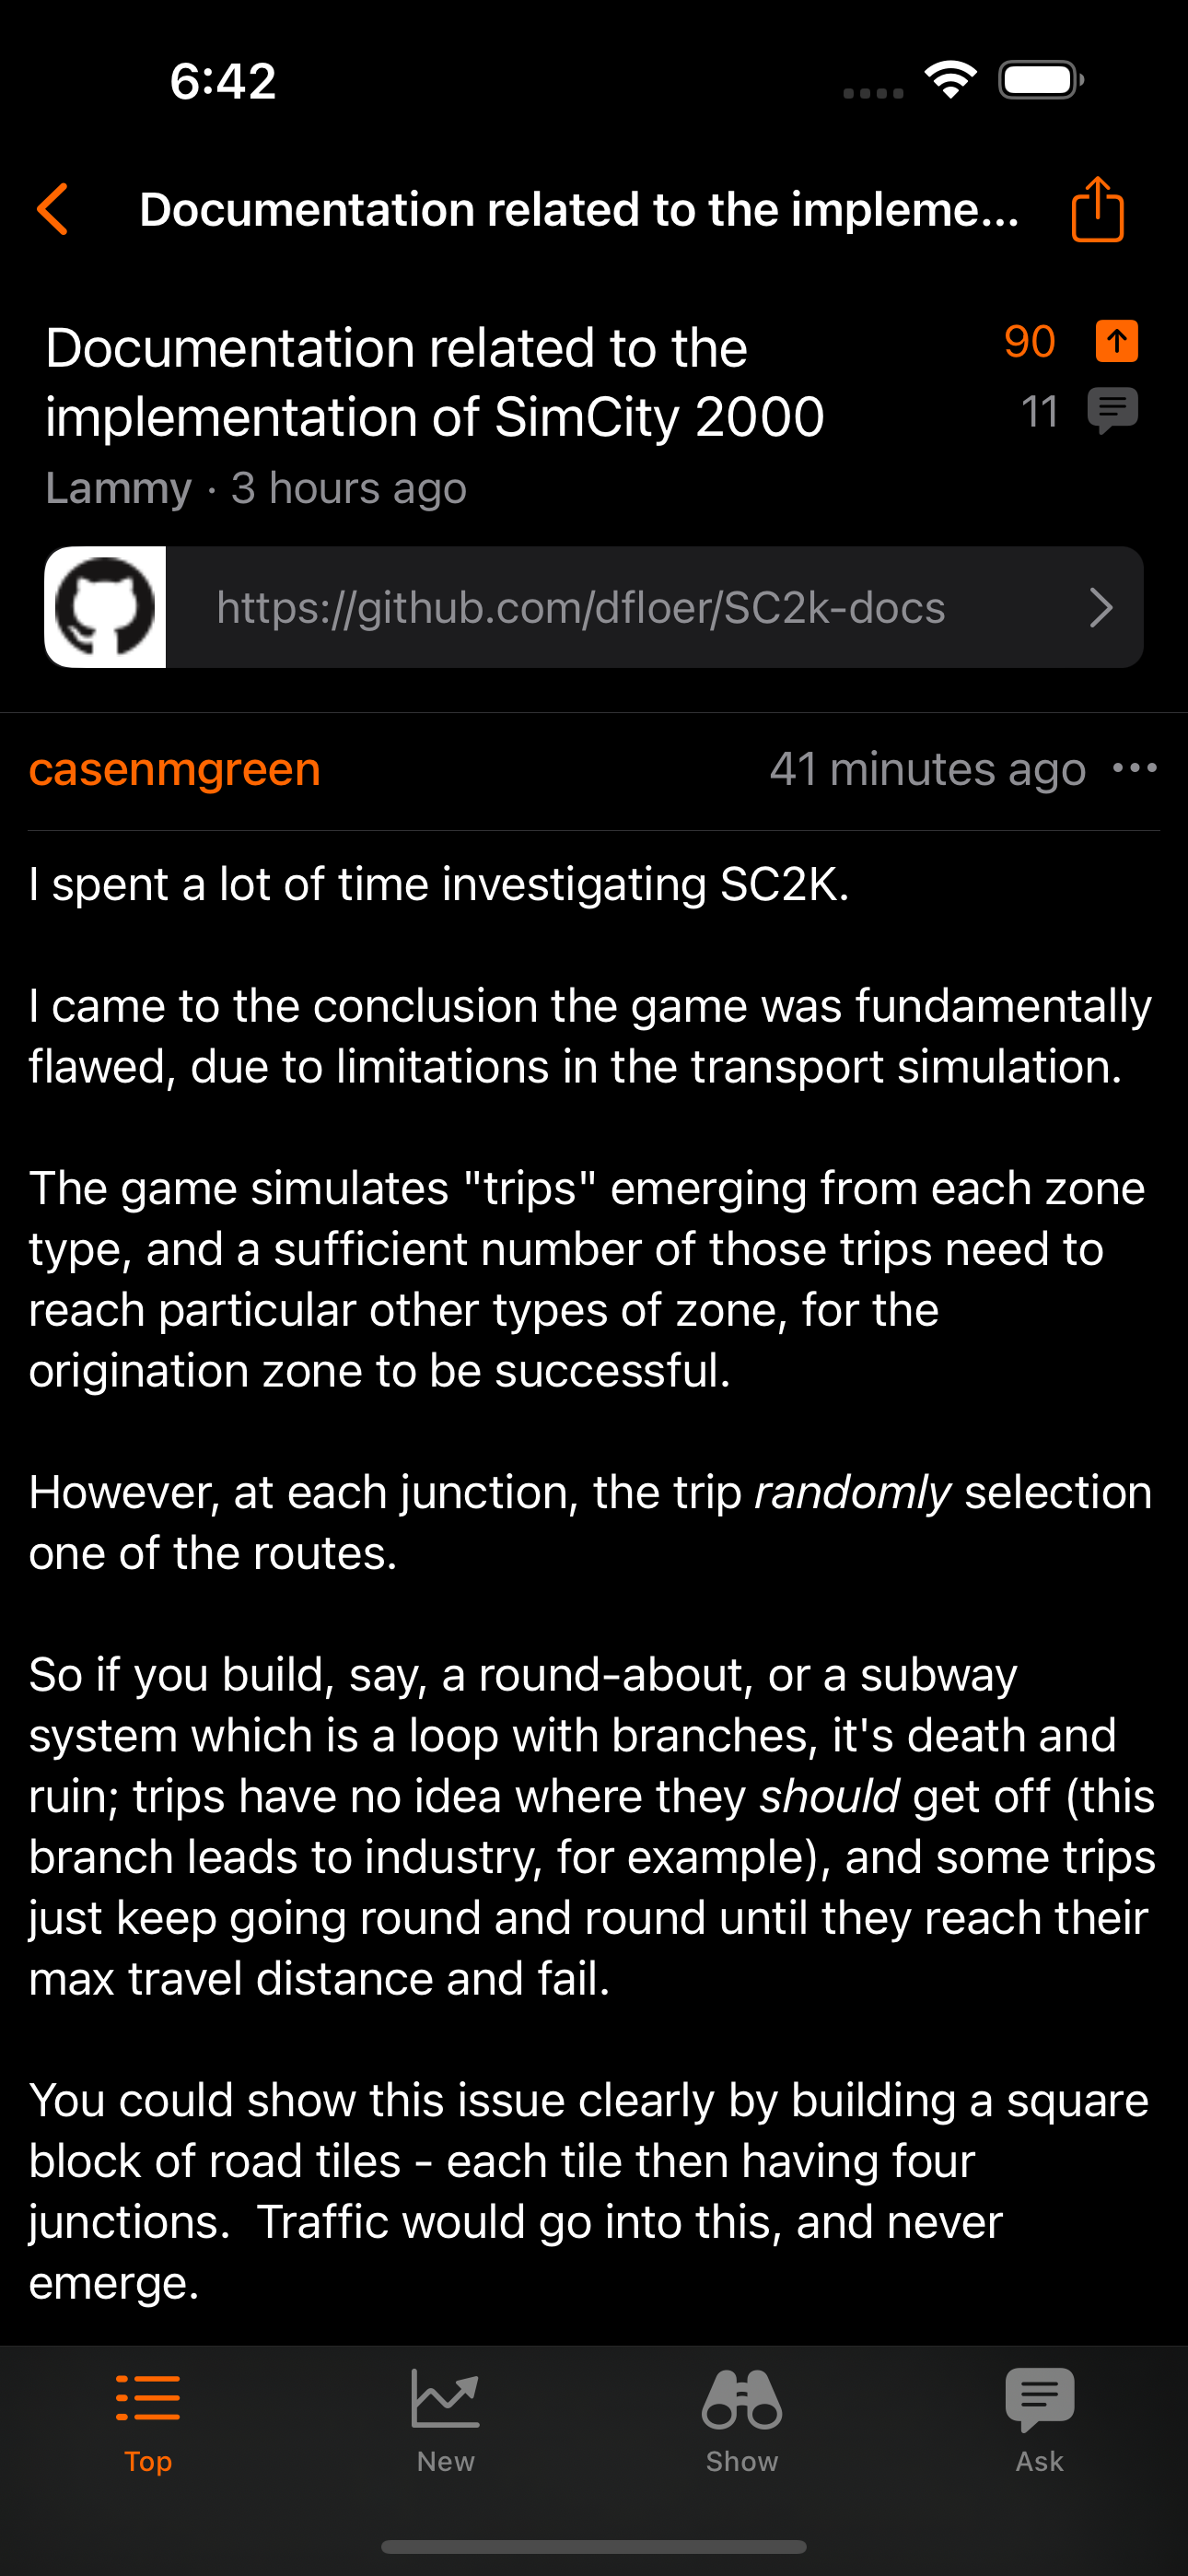 6:42
Documentation related to the impleme...
Documentation related to the
implementation of SimCity 2000
90
11
Lammy · 3 hours ago
https://github.com/dfloer/SC2k-docs
casenmgreen
41 minutes ago
I spent a lot of time investigating SC2K.
I came to the conclusion the game was fundamentally
flawed, due to limitations in the transport simulation.
The game simulates "trips" emerging from each zone
type, and a sufficient number of those trips need to
reach particular other types of zone, for the
origination zone to be successful.
However, at each junction, the trip randomly selection
one of the routes.
So if you build, say, a round-about, or a subway
system which is a loop with branches, it's death and
ruin; trips have no idea where they should get off (this
branch leads to industry, for example), and some trips
just keep going round and round until they reach their
max travel distance and fail.
You could show this issue clearly by building a square
block of road tiles - each tile then having four
junctions.  Traffic would go into this, and never
emerge.
Top
New
Show
Ask